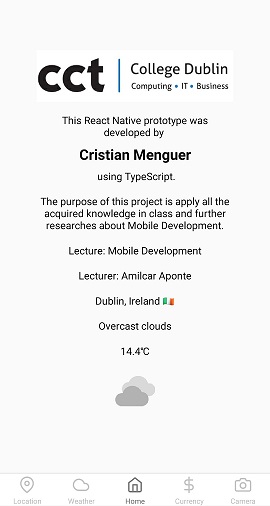 cct College Dublin
Computing • IT • Business
This React Native prototype was
developed by
Cristian Menguer
using TypeScript.
The purpose of this project is apply all the
acquired knowledge in class and further
researches about Mobile Development.
Lecture: Mobile Development
Lecturer: Amilcar Aponte
Dublin, Ireland 🇮🇪
Overcast clouds
14.4℃
Location Weather Home Currency Camera